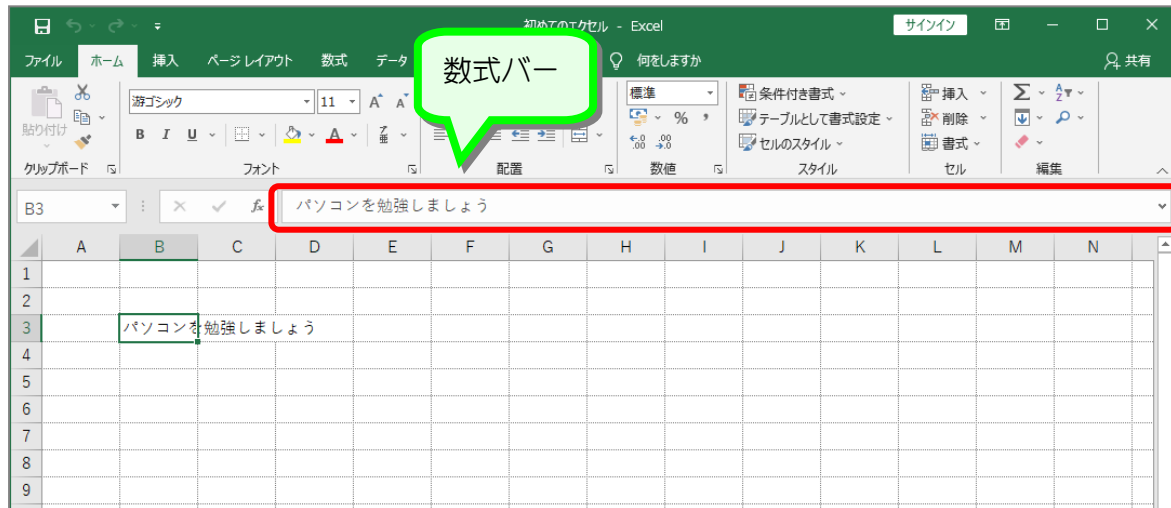 初めてのエクセル - Excel
サインイン
ファイル ホーム 挿入 ページ レイアウト 数式 データ 何をしますか 共有
数式バー
貼り付け
游ゴシック 11 A A
B I U A 亜
標準
% ,
.00 .0 .00 .0
条件付き書式
テーブルとして書式設定
セルのスタイル
挿入
削除
書式
Σ A Z
クリップボード フォント 配置 数値 スタイル セル 編集
B3 fx パソコンを勉強しましょう
A B C D E F G H I J K L M N
1
2
3 パソコンを勉強しましょう
4
5
6
7
8
9